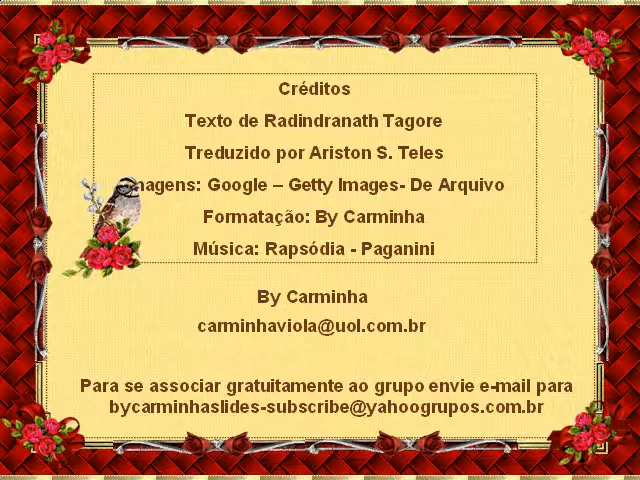 Créditos
Texto de Radindranath Tagore
Treduzido por Ariston S. Teles
magens: Google – Getty Images- De Arquivo
Formatação: By Carminha
Música: Rapsódia - Paganini
By Carminha
carminhaviola@uol.com.br
Para se associar gratuitamente ao grupo envie e-mail para
bycarminhaslides-subscribe@yahoogrupos.com.br